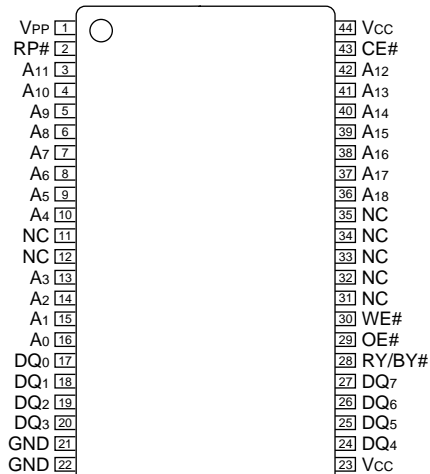 VPP 1 44 VCC
RP# 2 43 CE#
A11 3 42 A12
A10 4 41 A13
A9 5 40 A14
A8 6 39 A15
A7 7 38 A16
A6 8 37 A17
A5 9 36 A18
A4 10 35 NC
NC 11 34 NC
NC 12 33 NC
A3 13 32 NC
A2 14 31 NC
A1 15 30 WE#
A0 16 29 OE#
DQ0 17 28 RY/BY#
DQ1 18 27 DQ7
DQ2 19 26 DQ6
DQ3 20 25 DQ5
GND 21 24 DQ4
GND 22 23 VCC